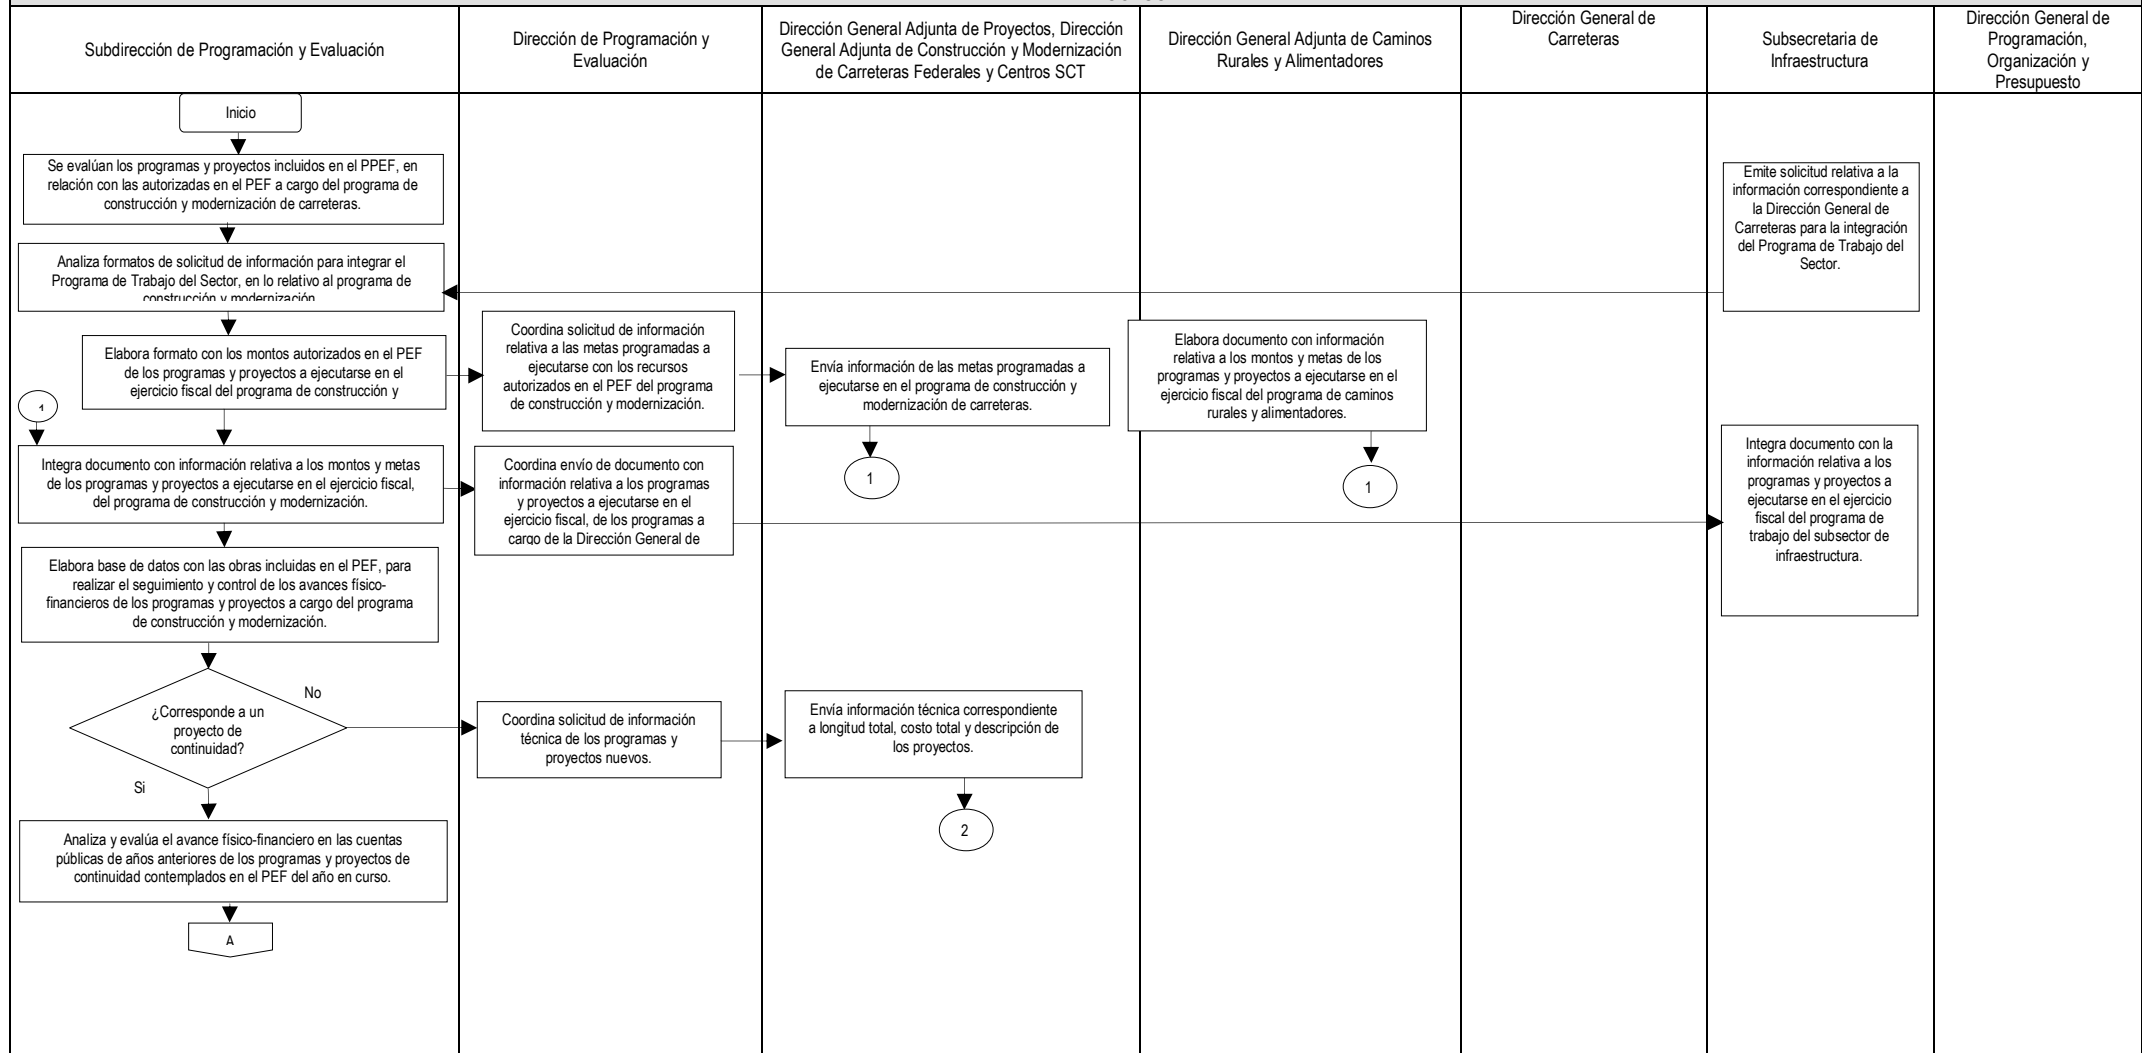 Subdirección de Programación y Evaluación
Dirección de Programación y
Evaluación
Dirección General Adjunta de Proyectos, Dirección
General Adjunta de Construcción y Modernización
de Carreteras Federales y Centros SCT
Dirección General Adjunta de Caminos
Rurales y Alimentadores
Dirección General de
Carreteras
Subsecretaria de
Infraestructura
Dirección General de
Programación,
Organización y
Presupuesto
Inicio
Se evalúan los programas y proyectos incluidos en el PPEF, en
relación con las autorizadas en el PEF a cargo del programa de
construcción y modernización de carreteras.
Emite solicitud relativa a la
información correspondiente a
la Dirección General de
Carreteras para la integración
del Programa de Trabajo del
Sector.
Analiza formatos de solicitud de información para integrar el
Programa de Trabajo del Sector, en lo relativo al programa de
construcción y modernización
Elabora formato con los montos autorizados en el PEF
de los programas y proyectos a ejecutarse en el
ejercicio fiscal del programa de construcción y
Coordina solicitud de información
relativa a las metas programadas a
ejecutarse con los recursos
autorizados en el PEF del programa
de construcción y modernización.
Envía información de las metas programadas a
ejecutarse en el programa de construcción y
modernización de carreteras.
Elabora documento con información
relativa a los montos y metas de los
programas y proyectos a ejecutarse en el
ejercicio fiscal del programa de caminos
rurales y alimentadores.
1
Integra documento con información relativa a los montos y metas
de los programas y proyectos a ejecutarse en el ejercicio fiscal,
del programa de construcción y modernización.
Coordina envío de documento con
información relativa a los programas
y proyectos a ejecutarse en el
ejercicio fiscal, de los programas a
cargo de la Dirección General de
1
1
Integra documento con la
información relativa a los
programas y proyectos a
ejecutarse en el ejercicio
fiscal del programa de
trabajo del subsector de
infraestructura.
Elabora base de datos con las obras incluidas en el PEF, para
realizar el seguimiento y control de los avances físico-
financieros de los programas y proyectos a cargo del programa
de construcción y modernización.
¿Corresponde a un
proyecto de
continuidad?
No
Si
Coordina solicitud de información
técnica de los programas y
proyectos nuevos.
Envía información técnica correspondiente
a longitud total, costo total y descripción de
los proyectos.
2
Analiza y evalúa el avance físico-financiero en las cuentas
públicas de años anteriores de los programas y proyectos de
continuidad contemplados en el PEF del año en curso.
A